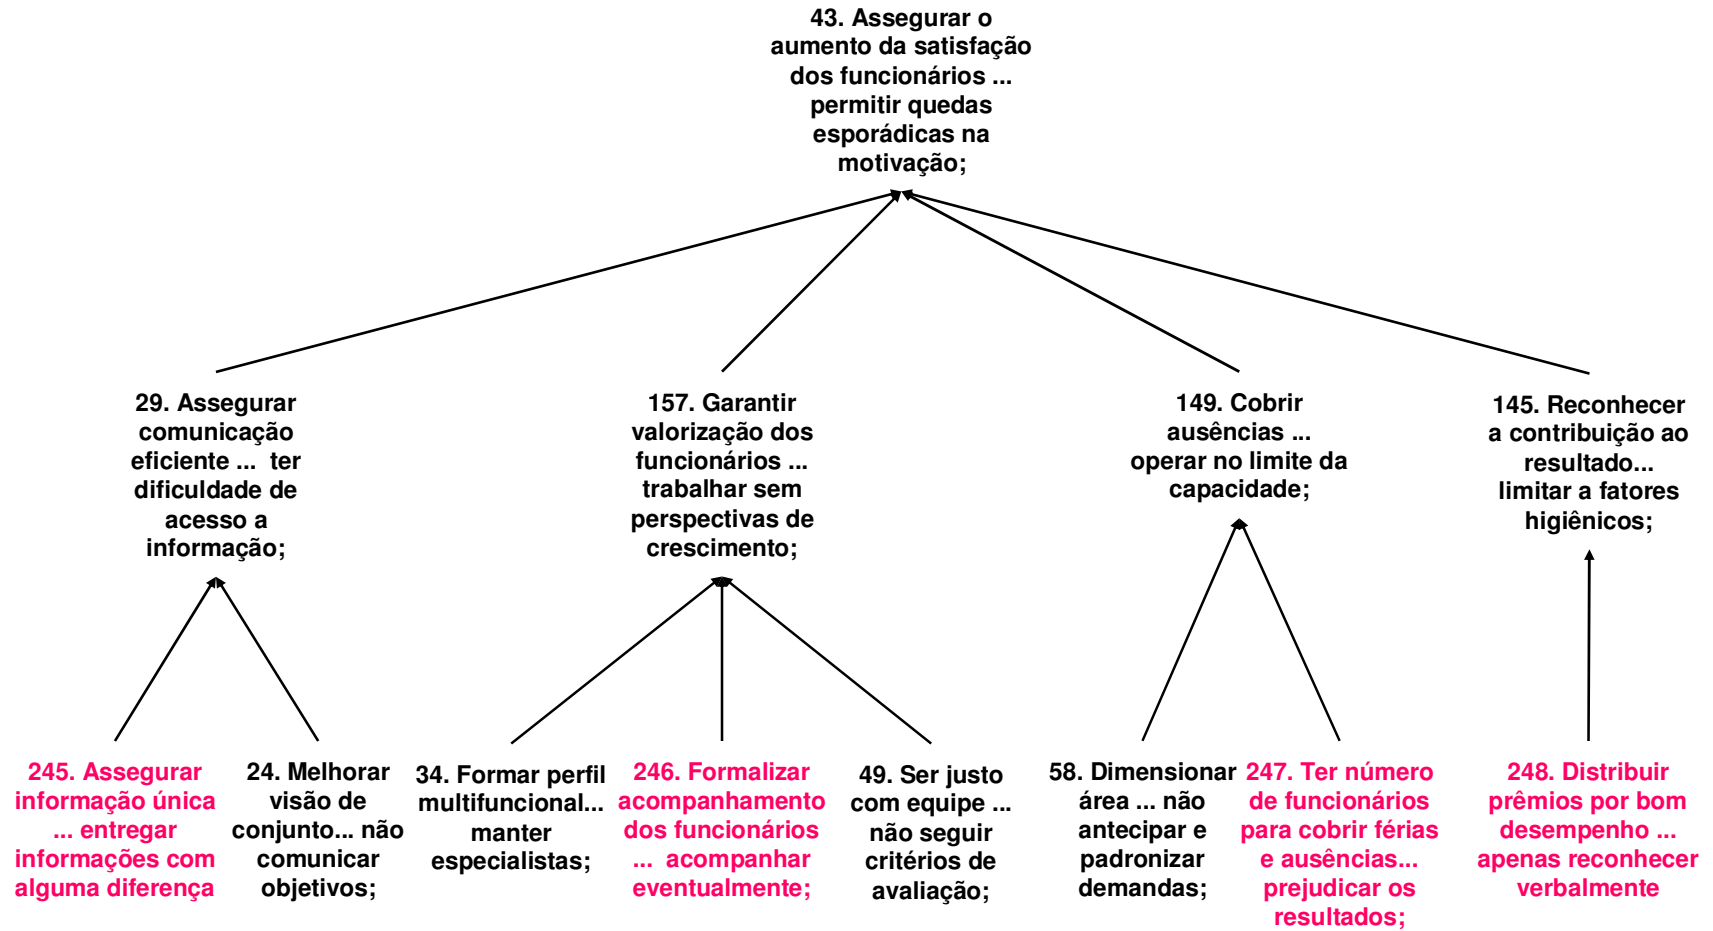 43. Assegurar o
aumento da satisfação
dos funcionários ...
permitir quedas
esporádicas na
motivação;
29. Assegurar
comunicação
eficiente ...  ter
dificuldade de
acesso a
informação;
157. Garantir
valorização dos
funcionários ...
trabalhar sem
perspectivas de
crescimento;
149. Cobrir
ausências ...
operar no limite da
capacidade;
145. Reconhecer
a contribuição ao
resultado...
limitar a fatores
higiênicos;
245. Assegurar
informação única
... entregar
informações com
alguma diferença
24. Melhorar
visão de
conjunto... não
comunicar
objetivos;
34. Formar perfil
multifuncional...
manter
especialistas;
246. Formalizar
acompanhamento
dos funcionários
...  acompanhar
eventualmente;
49. Ser justo
com equipe ...
não seguir
critérios de
avaliação;
58. Dimensionar
área ... não
antecipar e
padronizar
demandas;
247. Ter número
de funcionários
para cobrir férias
e ausências...
prejudicar os
resultados;
248. Distribuir
prêmios por bom
desempenho ...
apenas reconhecer
verbalmente